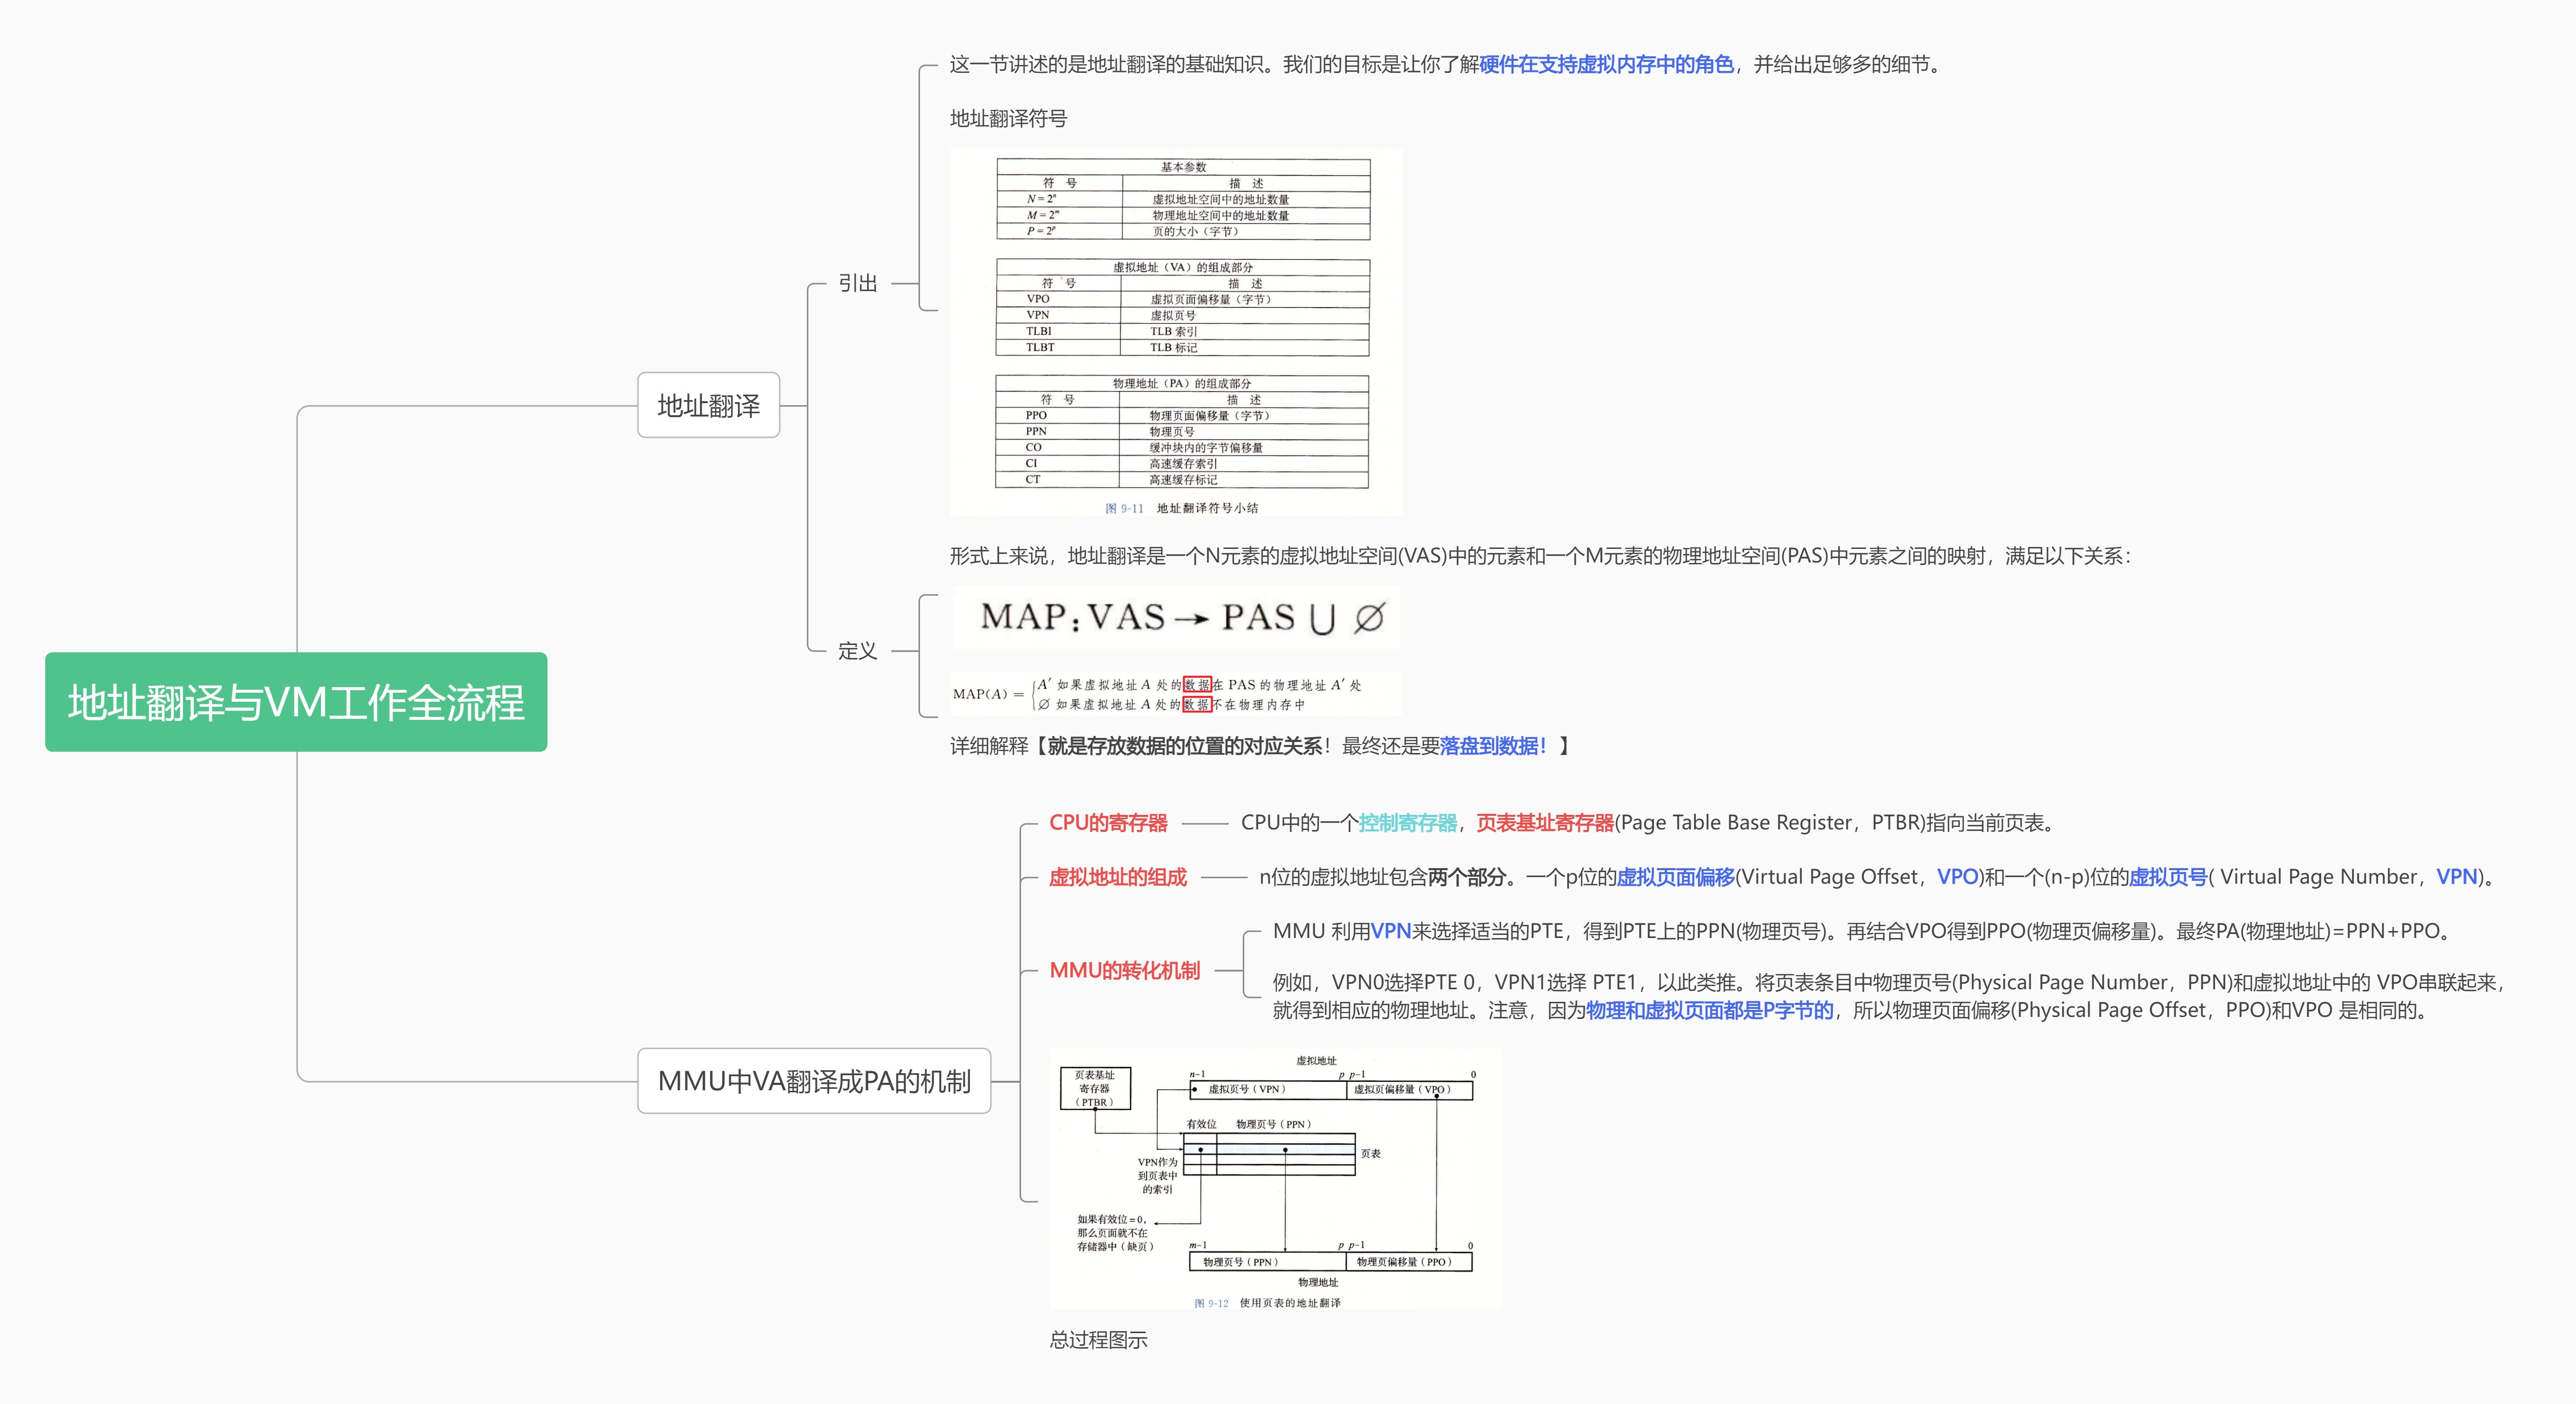 地址翻译与VM工作全流程
地址翻译
引出
这一节讲述的是地址翻译的基础知识。我们的目标是让你了解硬件在支持虚拟内存中的角色，并给出足够多的细节。
地址翻译符号
基本参数
符 号 描 述
N = 2ⁿ 虚拟地址空间中的地址数量
M = 2ᵐ 物理地址空间中的地址数量
P = 2ᵖ 页的大小（字节）
虚拟地址（VA）的组成部分
符 号 描 述
VPO 虚拟页面偏移量（字节）
VPN 虚拟页号
TLBI TLB 索引
TLBT TLB 标记
物理地址（PA）的组成部分
符 号 描 述
PPO 物理页面偏移量（字节）
PPN 物理页号
CO 缓冲块内的字节偏移量
CI 高速缓存索引
CT 高速缓存标记
图 9-11 地址翻译符号小结
定义
形式上来说，地址翻译是一个N元素的虚拟地址空间(VAS)中的元素和一个M元素的物理地址空间(PAS)中元素之间的映射，满足以下关系：
MAP: VAS → PAS ∪ ∅
MAP(A) = { A′ 如果虚拟地址 A 处的数据在 PAS 的物理地址 A′ 处
∅ 如果虚拟地址 A 处的数据不在物理内存中
详细解释【就是存放数据的位置的对应关系！最终还是要落盘到数据！】
MMU中VA翻译成PA的机制
CPU的寄存器
CPU中的一个控制寄存器，页表基址寄存器(Page Table Base Register，PTBR)指向当前页表。
虚拟地址的组成
n位的虚拟地址包含两个部分。一个p位的虚拟页面偏移(Virtual Page Offset，VPO)和一个(n-p)位的虚拟页号( Virtual Page Number，VPN)。
MMU的转化机制
MMU 利用VPN来选择适当的PTE，得到PTE上的PPN(物理页号)。再结合VPO得到PPO(物理页偏移量)。最终PA(物理地址)=PPN+PPO。
例如，VPN0选择PTE 0，VPN1选择 PTE1，以此类推。将页表条目中物理页号(Physical Page Number，PPN)和虚拟地址中的 VPO串联起来，
就得到相应的物理地址。注意，因为物理和虚拟页面都是P字节的，所以物理页面偏移(Physical Page Offset，PPO)和VPO 是相同的。
虚拟地址
页表基址
寄存器
（PTBR）
n−1 p p−1 0
虚拟页号（VPN） 虚拟页偏移量（VPO）
有效位 物理页号（PPN）
页表
VPN作为
到页表中
的索引
如果有效位＝0，
那么页面就不在
存储器中（缺页）
m−1 p p−1 0
物理页号（PPN） 物理页偏移量（PPO）
物理地址
图 9-12 使用页表的地址翻译
总过程图示